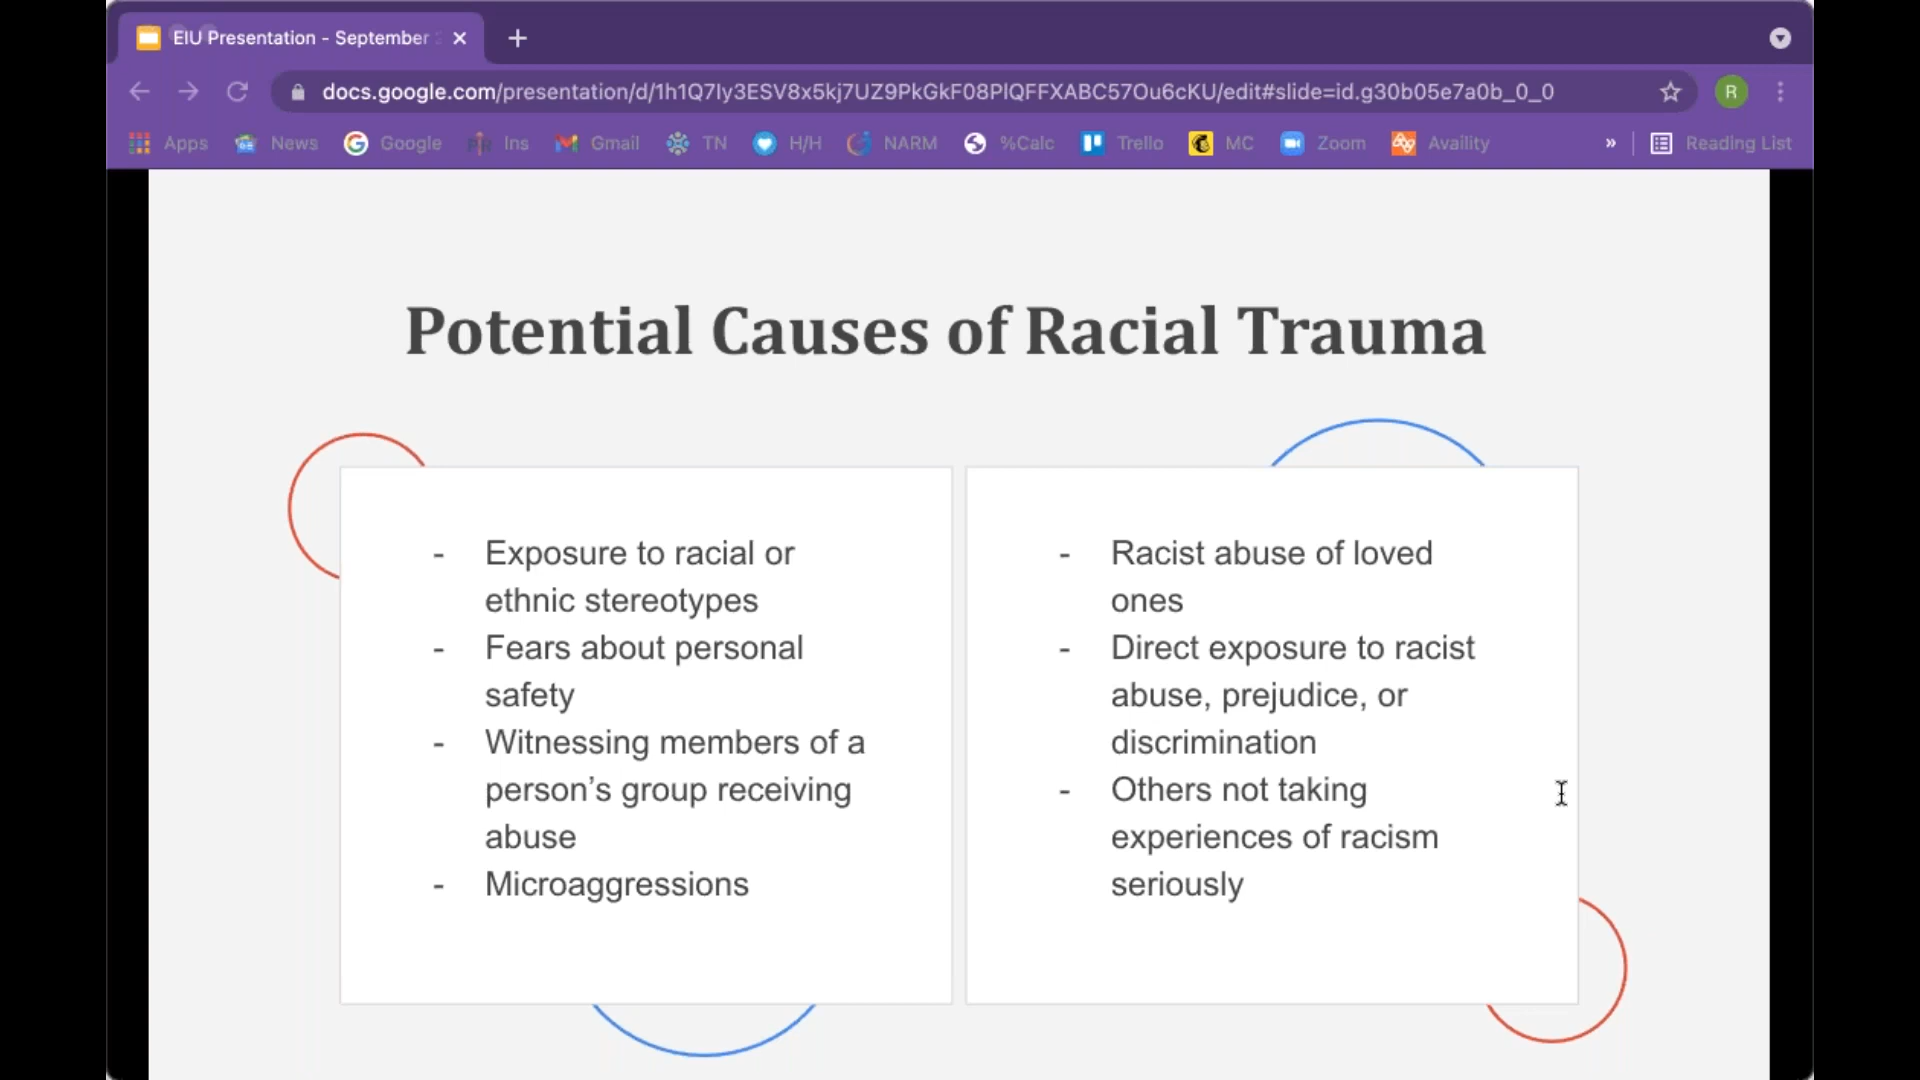 EIU Presentation - September
docs.google.com/presentation/d/1h1Q7Iy3ESV8x5kj7UZ9PkGkF08PIQFFXABC57Ou6cKU/edit#slide=id.g30b05e7a0b_0_0
R
Apps News Google Ins Gmail TN H/H NARM %Calc Trello MC Zoom Availity » Reading List
Potential Causes of Racial Trauma
- Exposure to racial or
ethnic stereotypes
- Fears about personal
safety
- Witnessing members of a
person’s group receiving
abuse
- Microaggressions
- Racist abuse of loved
ones
- Direct exposure to racist
abuse, prejudice, or
discrimination
- Others not taking
experiences of racism
seriously